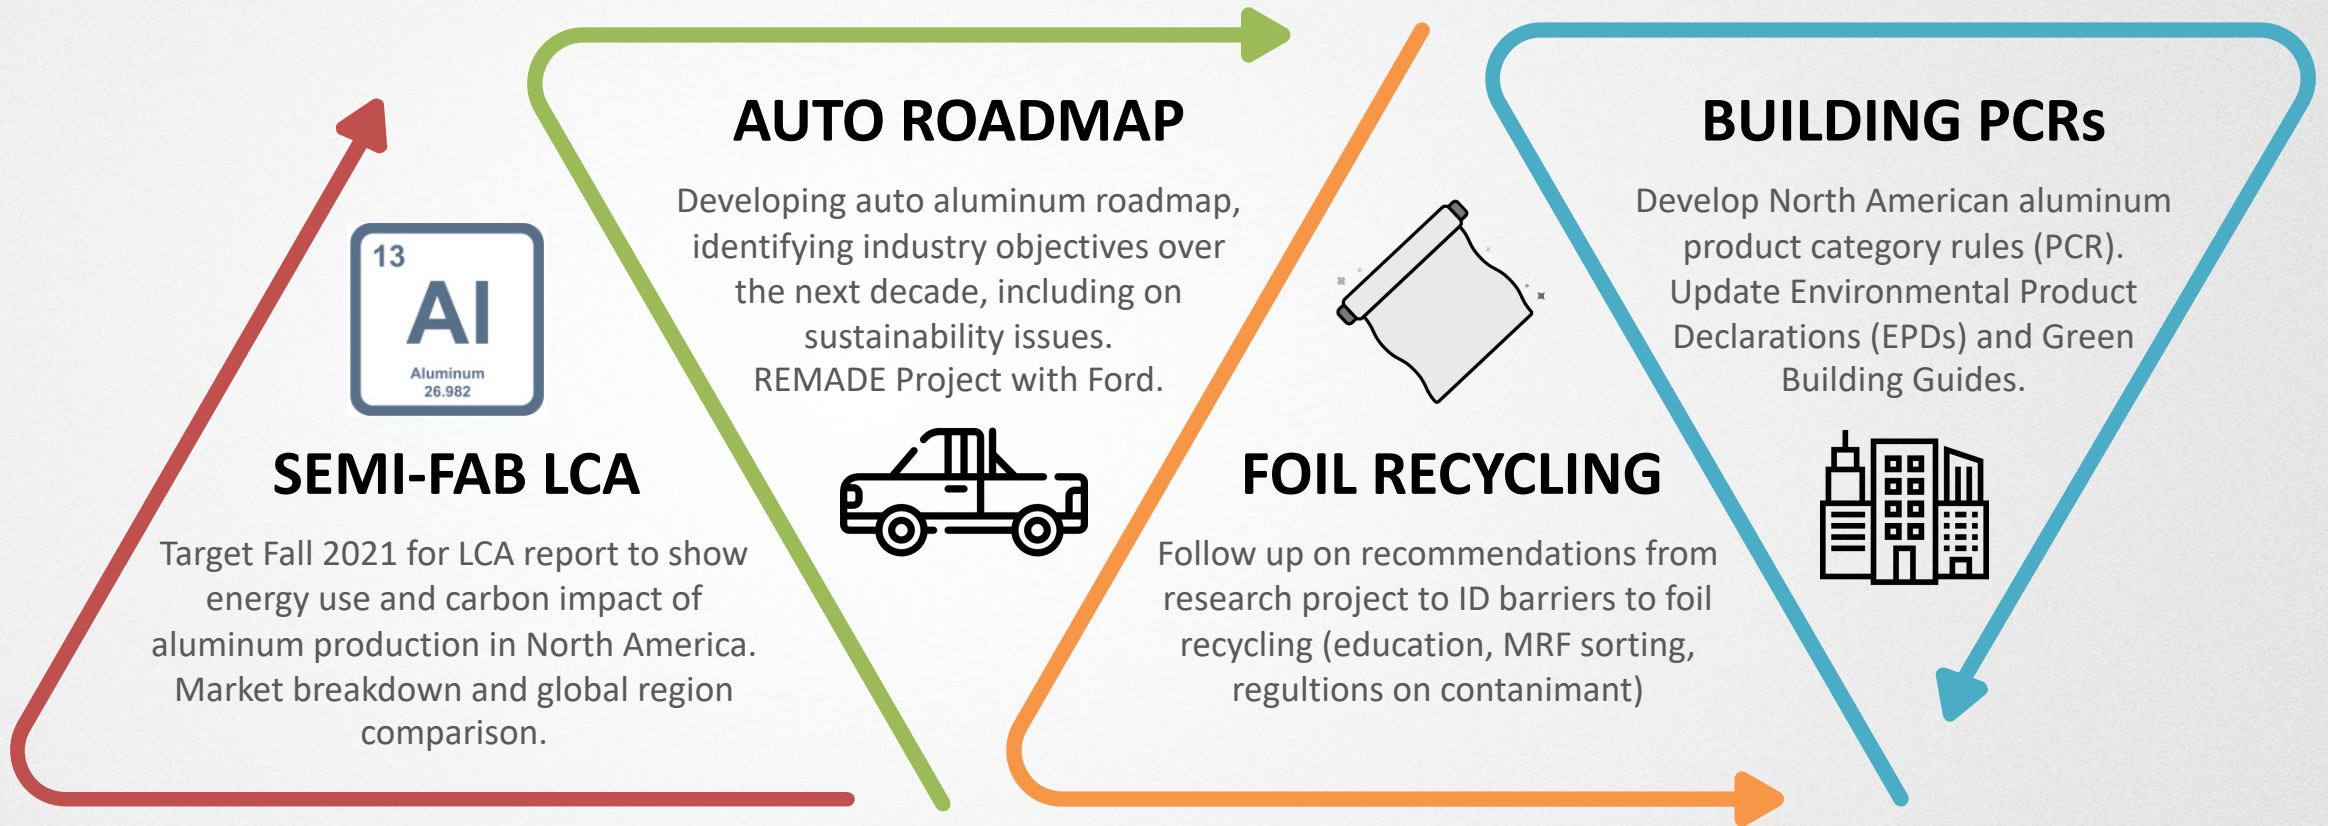 13
Al
Aluminum
26.982
SEMI-FAB LCA
Target Fall 2021 for LCA report to show
energy use and carbon impact of
aluminum production in North America.
Market breakdown and global region
comparison.
AUTO ROADMAP
Developing auto aluminum roadmap,
identifying industry objectives over
the next decade, including on
sustainability issues.
REMADE Project with Ford.
FOIL RECYCLING
Follow up on recommendations from
research project to ID barriers to foil
recycling (education, MRF sorting,
regultions on contanimant)
BUILDING PCRs
Develop North American aluminum
product category rules (PCR).
Update Environmental Product
Declarations (EPDs) and Green
Building Guides.